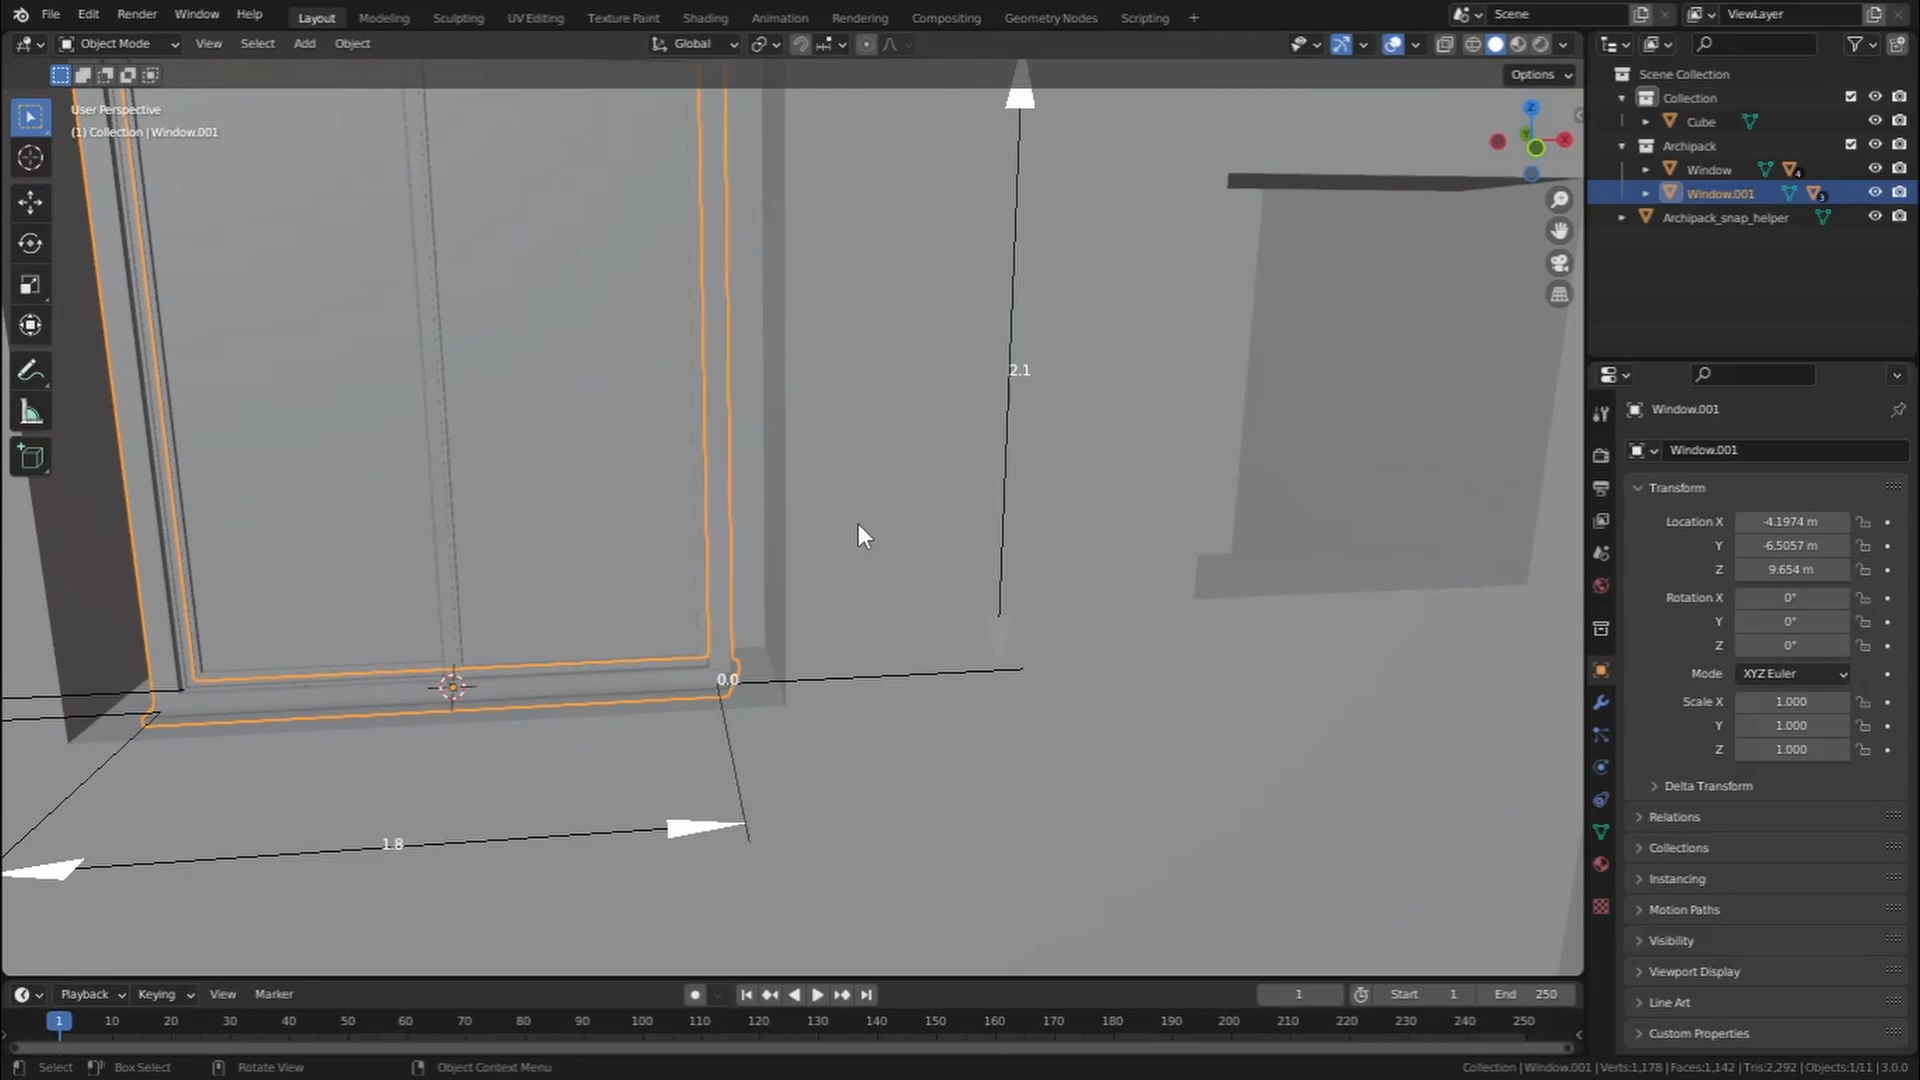 File Edit Render Window Help Layout Modeling Sculpting UV Editing Texture Paint Shading Animation Rendering Compositing Geometry Nodes Scripting + Scene ViewLayer
Object Mode View Select Add Object Global
Options
User Perspective
(1) Collection | Window.001
Z
X
Y
2.1
0.0
1.8
Scene Collection
Collection
Cube
Archipack
Window 4
Window.001 3
Archipack_snap_helper
Window.001
Window.001
Transform
Location X -4.1974 m
Y -6.5057 m
Z 9.654 m
Rotation X 0°
Y 0°
Z 0°
Mode XYZ Euler
Scale X 1.000
Y 1.000
Z 1.000
Delta Transform
Relations
Collections
Instancing
Motion Paths
Visibility
Viewport Display
Line Art
Custom Properties
Playback Keying View Marker 1 Start 1 End 250
1 10 20 30 40 50 60 70 80 90 100 110 120 130 140 150 160 170 180 190 200 210 220 230 240 250
Select Box Select Rotate View Object Context Menu Collection | Window.001 | Verts:1,178 | Faces:1,142 | Tris:2,292 | Objects:1/11 | 3.0.0